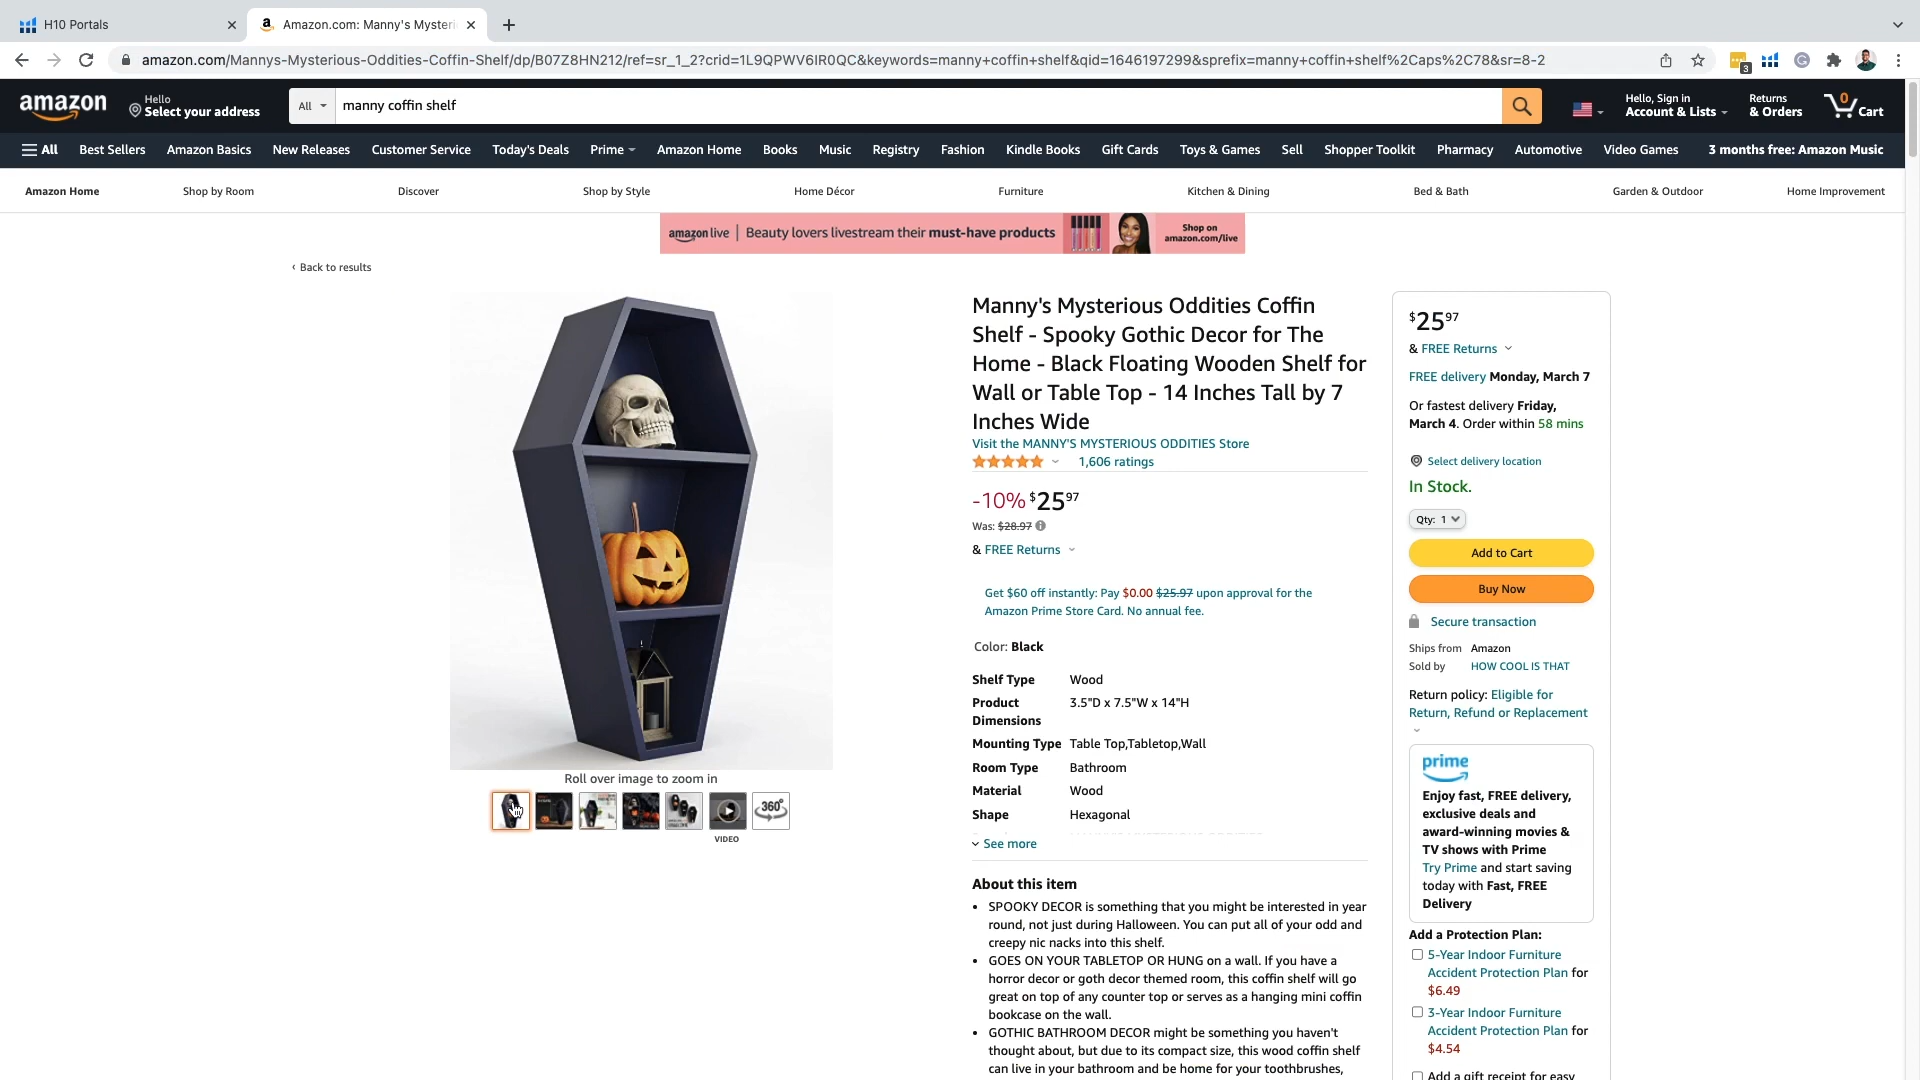 H10 Portals
Amazon.com: Manny's Mysteri
amazon.com/Mannys-Mysterious-Oddities-Coffin-Shelf/dp/B07Z8HN212/ref=sr_1_2?crid=1L9QPWV6IR0QC&keywords=manny+coffin+shelf&qid=1646197299&sprefix=manny+coffin+shelf%2Caps%2C78&sr=8-2
3
amazon
Hello
Select your address
All
manny coffin shelf
Hello, Sign in
Account & Lists
Returns
& Orders
0
Cart
All Best Sellers Amazon Basics New Releases Customer Service Today's Deals Prime Amazon Home Books Music Registry Fashion Kindle Books Gift Cards Toys & Games Sell Shopper Toolkit Pharmacy Automotive Video Games 3 months free: Amazon Music
Amazon Home Shop by Room Discover Shop by Style Home Décor Furniture Kitchen & Dining Bed & Bath Garden & Outdoor Home Improvement
amazon live | Beauty lovers livestream their must-have products
Shop on
amazon.com/live
‹ Back to results
Roll over image to zoom in
360°
VIDEO
Manny's Mysterious Oddities Coffin
Shelf - Spooky Gothic Decor for The
Home - Black Floating Wooden Shelf for
Wall or Table Top - 14 Inches Tall by 7
Inches Wide
Visit the MANNY'S MYSTERIOUS ODDITIES Store
1,606 ratings
-10% $25 97
Was: $28.97
& FREE Returns
Get $60 off instantly: Pay $0.00 $25.97 upon approval for the
Amazon Prime Store Card. No annual fee.
Color: Black
Shelf Type Wood
Product
Dimensions
3.5"D x 7.5"W x 14"H
Mounting Type Table Top,Tabletop,Wall
Room Type Bathroom
Material Wood
Shape Hexagonal
See more
About this item
• SPOOKY DECOR is something that you might be interested in year
round, not just during Halloween. You can put all of your odd and
creepy nic nacks into this shelf.
• GOES ON YOUR TABLETOP OR HUNG on a wall. If you have a
horror decor or goth decor themed room, this coffin shelf will go
great on top of any counter top or serves as a hanging mini coffin
bookcase on the wall.
• GOTHIC BATHROOM DECOR might be something you haven't
thought about, but due to its compact size, this wood coffin shelf
can live in your bathroom and be home for your toothbrushes,
$25 97
& FREE Returns
FREE delivery Monday, March 7
Or fastest delivery Friday,
March 4. Order within 58 mins
Select delivery location
In Stock.
Qty: 1
Add to Cart
Buy Now
Secure transaction
Ships from Amazon
Sold by HOW COOL IS THAT
Return policy: Eligible for
Return, Refund or Replacement
prime
Enjoy fast, FREE delivery,
exclusive deals and
award-winning movies &
TV shows with Prime
Try Prime and start saving
today with Fast, FREE
Delivery
Add a Protection Plan:
5-Year Indoor Furniture
Accident Protection Plan for
$6.49
3-Year Indoor Furniture
Accident Protection Plan for
$4.54
Add a gift receipt for easy